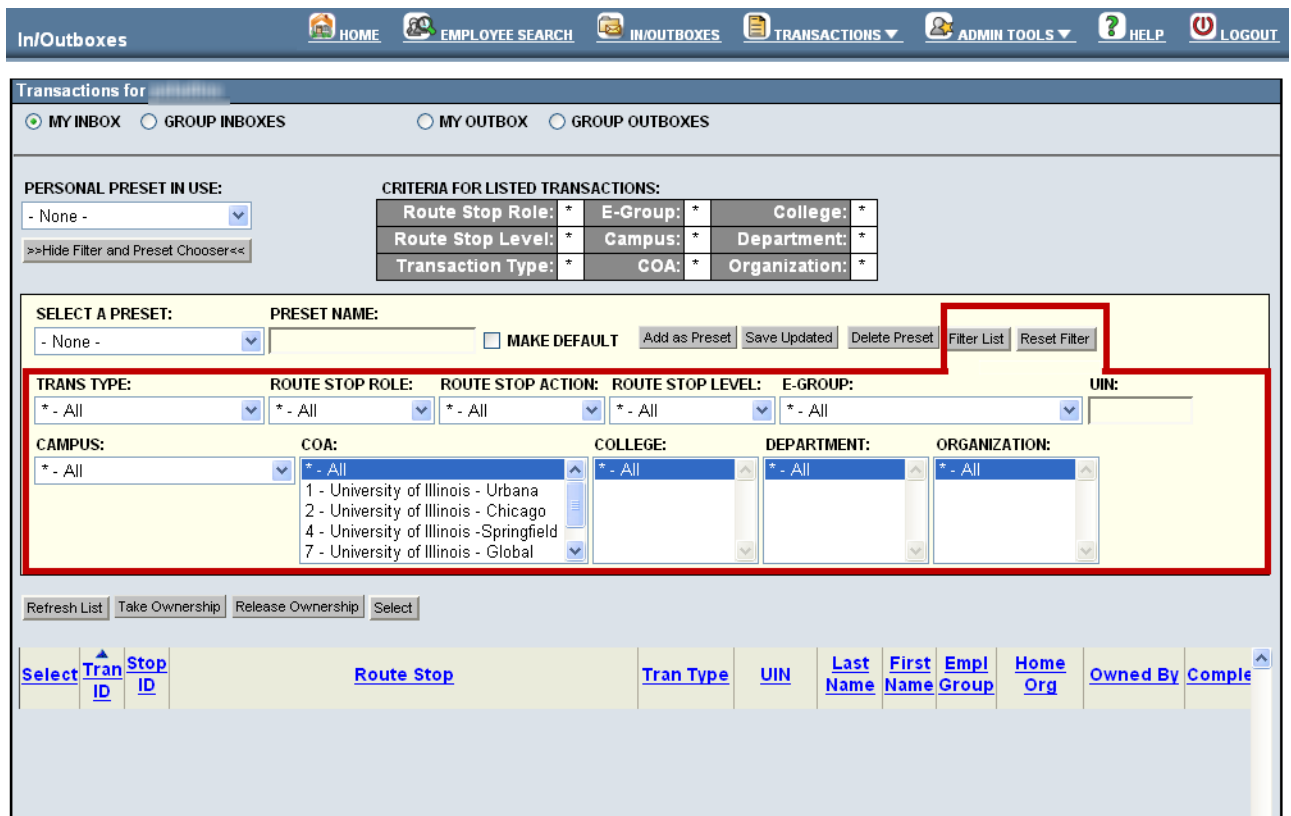 In/Outboxes HOME EMPLOYEE SEARCH IN/OUTBOXES TRANSACTIONS ADMIN TOOLS HELP LOGOUT
Transactions for
MY INBOX GROUP INBOXES MY OUTBOX GROUP OUTBOXES
PERSONAL PRESET IN USE: CRITERIA FOR LISTED TRANSACTIONS:
- None - Route Stop Role: * E-Group: * College: *
>>Hide Filter and Preset Chooser<< Route Stop Level: * Campus: * Department: *
Transaction Type: * COA: * Organization: *
SELECT A PRESET: PRESET NAME:
- None - MAKE DEFAULT Add as Preset Save Updated Delete Preset Filter List Reset Filter
TRANS TYPE: ROUTE STOP ROLE: ROUTE STOP ACTION: ROUTE STOP LEVEL: E-GROUP: UIN:
* - All * - All * - All * - All * - All
CAMPUS: COA: COLLEGE: DEPARTMENT: ORGANIZATION:
* - All * - All * - All * - All * - All
1 - University of Illinois - Urbana
2 - University of Illinois - Chicago
4 - University of Illinois -Springfield
7 - University of Illinois - Global
Refresh List Take Ownership Release Ownership Select
Select Tran ID Stop ID Route Stop Tran Type UIN Last Name First Name Empl Group Home Org Owned By Comple